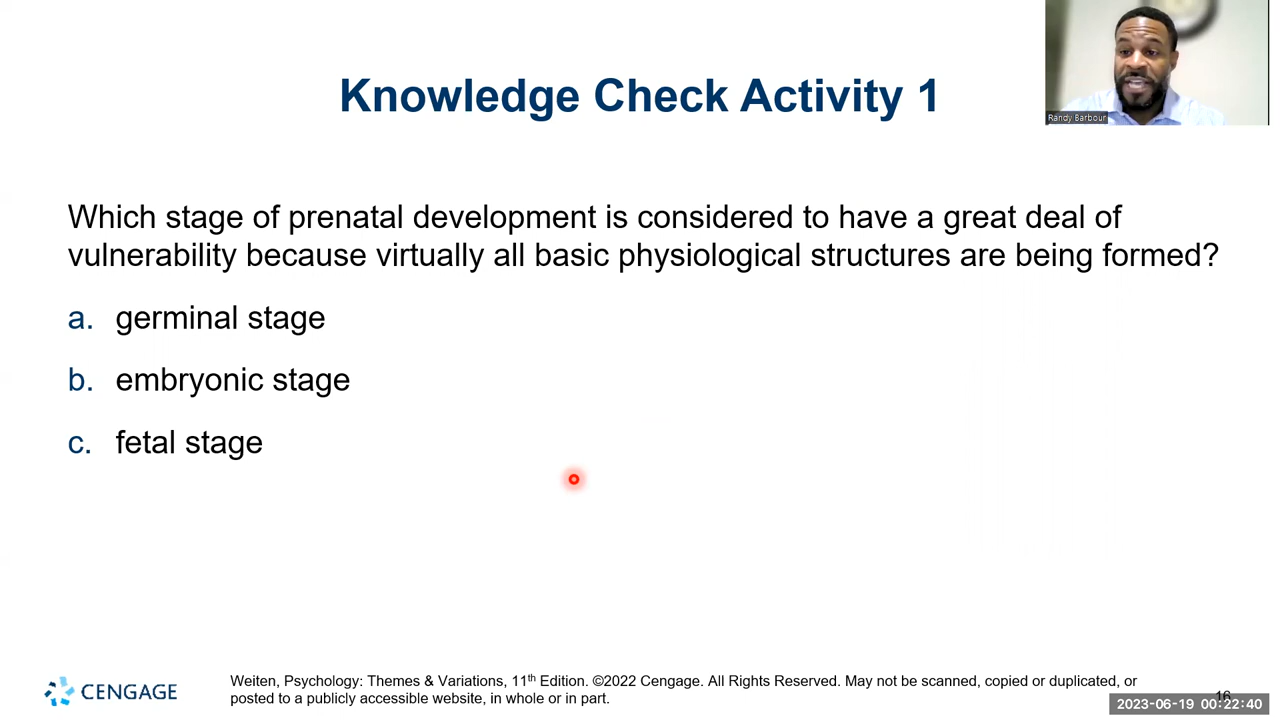 Knowledge Check Activity 1
Randy Barbour
Which stage of prenatal development is considered to have a great deal of
vulnerability because virtually all basic physiological structures are being formed?
a. germinal stage
b. embryonic stage
c. fetal stage
CENGAGE
Weiten, Psychology: Themes & Variations, 11th Edition. ©2022 Cengage. All Rights Reserved. May not be scanned, copied or duplicated, or
posted to a publicly accessible website, in whole or in part.
16
2023-06-19 00:22:40